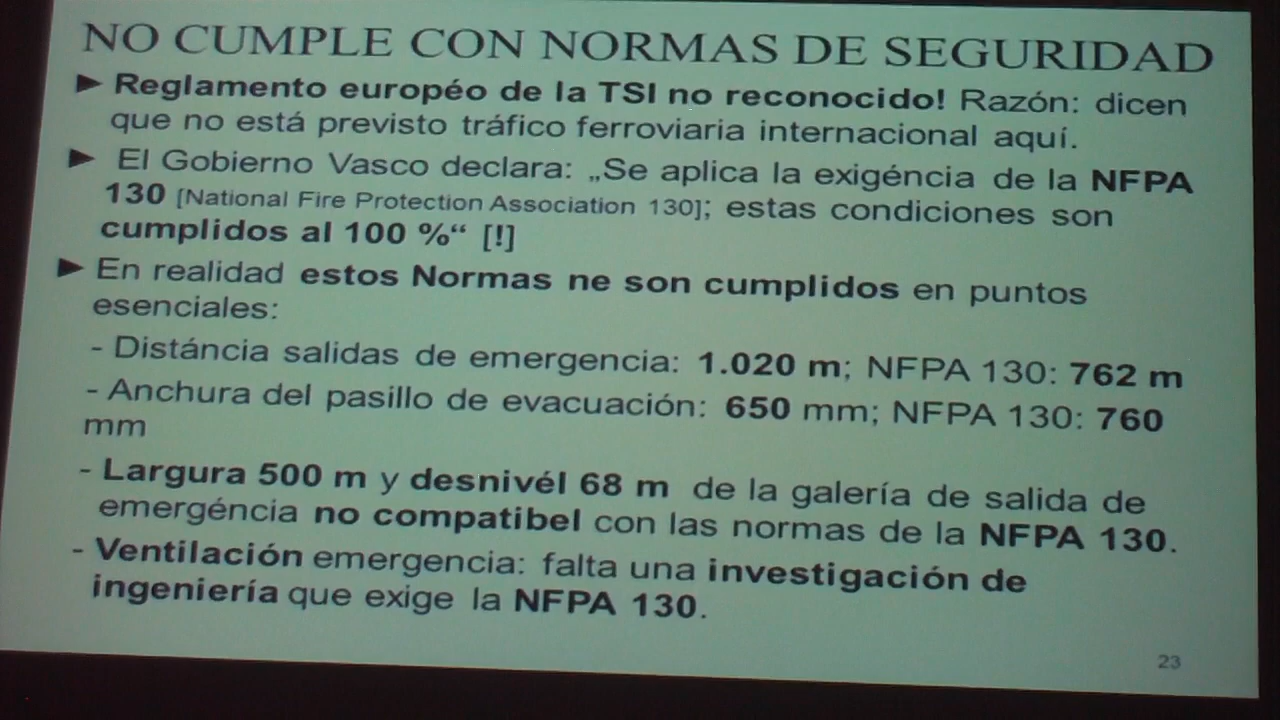 NO CUMPLE CON NORMAS DE SEGURIDAD
► Reglamento européo de la TSI no reconocido! Razón: dicen
que no está previsto tráfico ferroviaria internacional aquí.
► El Gobierno Vasco declara: „Se aplica la exigéncia de la NFPA
130 [National Fire Protection Association 130]; estas condiciones son
cumplidos al 100 %“ [!]
► En realidad estos Normas ne son cumplidos en puntos
esenciales:
- Distáncia salidas de emergencia: 1.020 m; NFPA 130: 762 m
- Anchura del pasillo de evacuación: 650 mm; NFPA 130: 760
mm
- Largura 500 m y desnivél 68 m de la galería de salida de
emergéncia no compatibel con las normas de la NFPA 130.
- Ventilación emergencia: falta una investigación de
ingeniería que exige la NFPA 130.
23